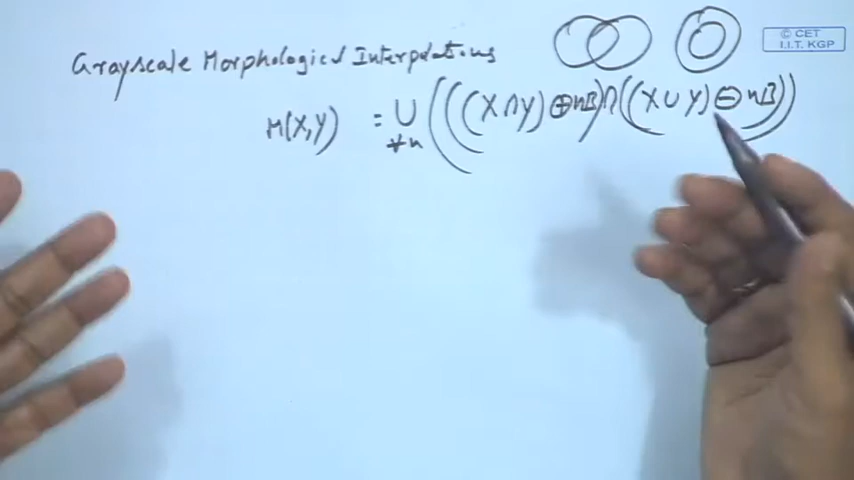 © CET
I.I.T. KGP
Grayscale Morphological Interpolations
M(X,Y) = ∪ (((X∩Y)⊕nB)∩((X∪Y)⊖nB))
∀n